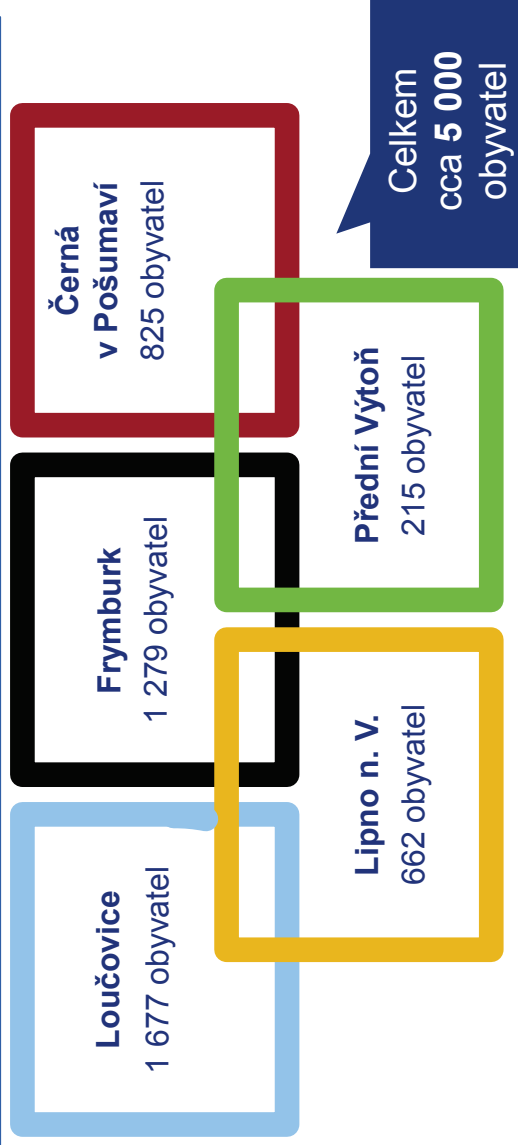 Loučovice
1 677 obyvatel
Frymburk
1 279 obyvatel
Černá
v Pošumaví
825 obyvatel
Lipno n. V.
662 obyvatel
Přední Výtoň
215 obyvatel
Celkem
cca 5 000
obyvatel